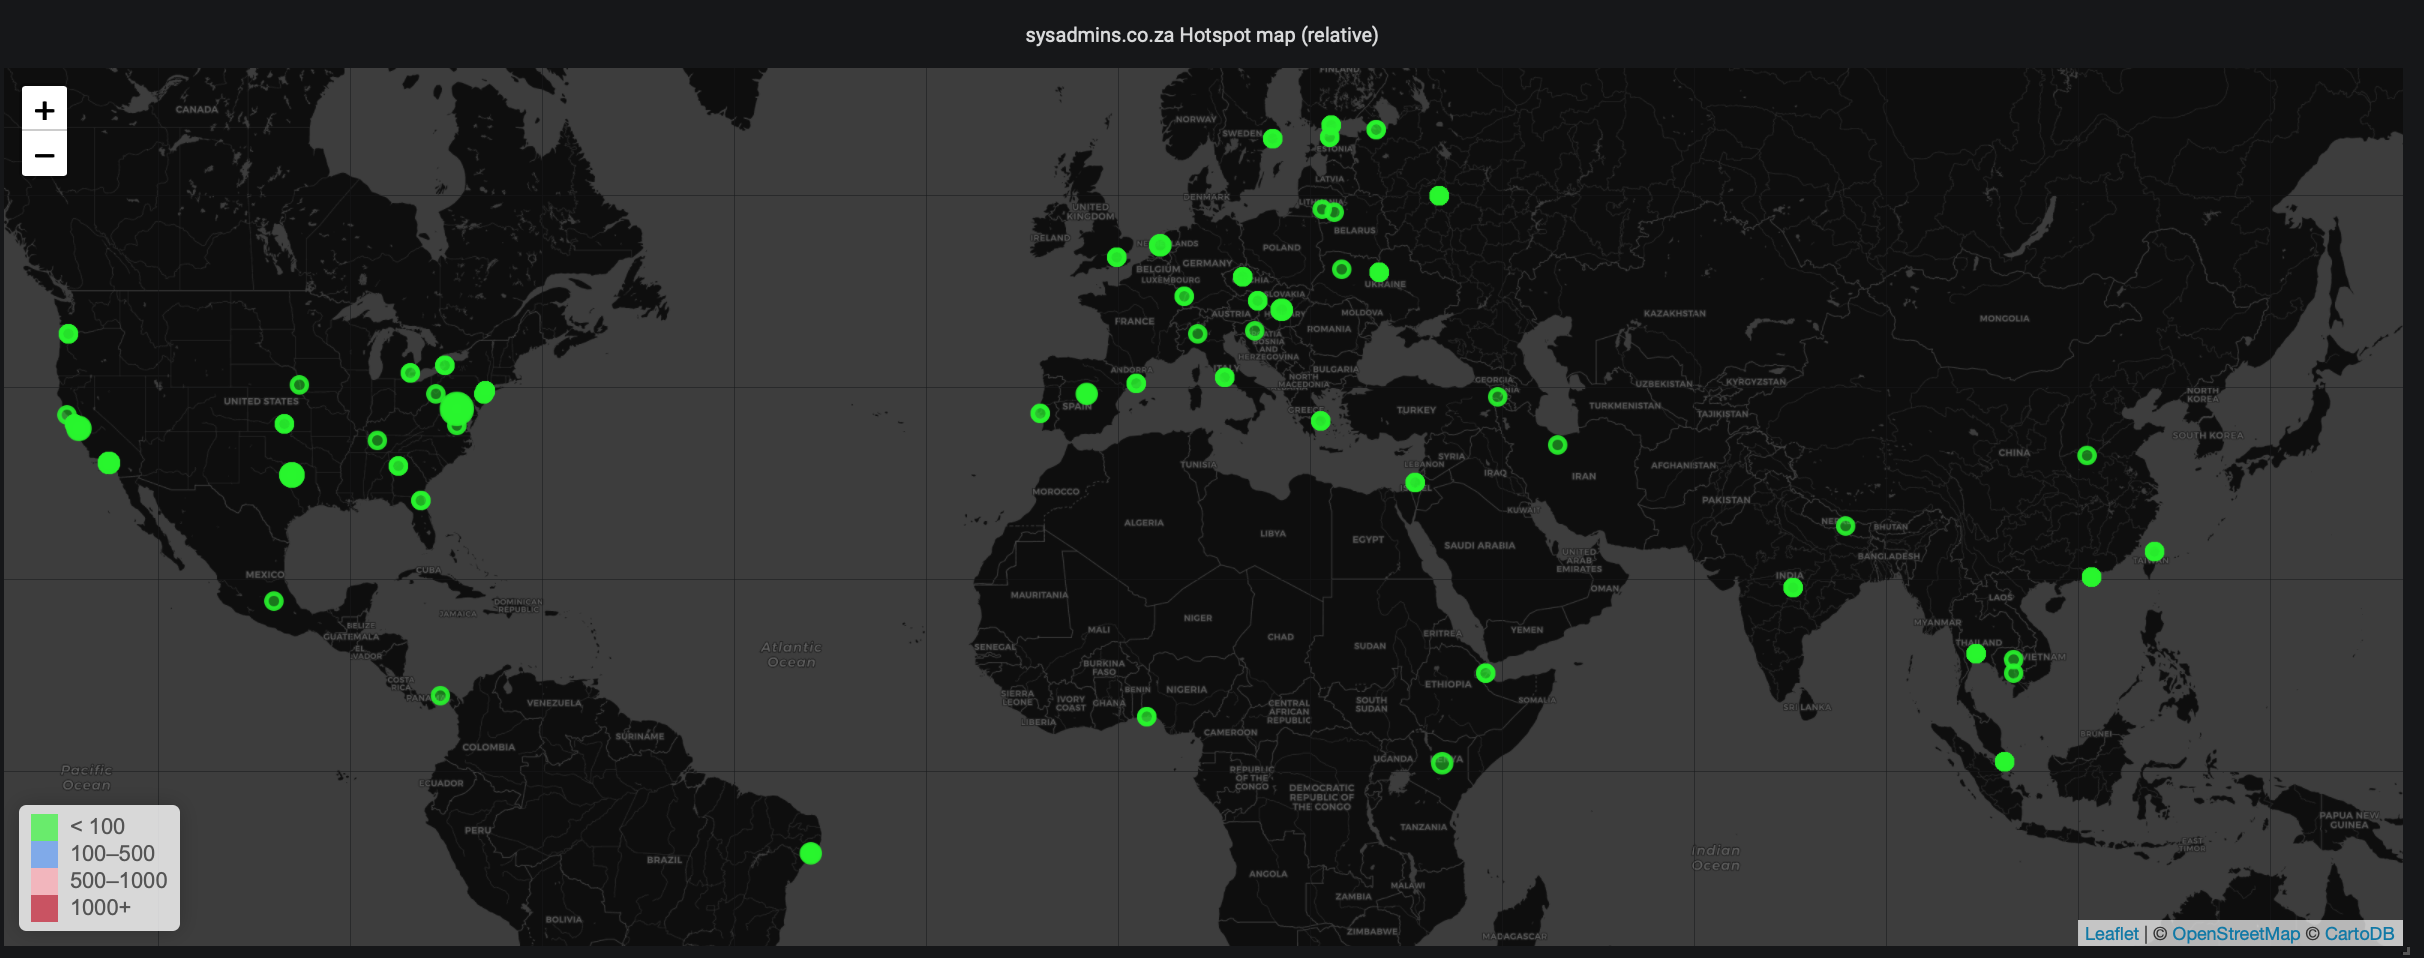 sysadmins.co.za Hotspot map (relative)
+
−
CANADA
UNITED STATES
MEXICO
CUBA
JAMAICA
DOMINICAN
REPUBLIC
BELIZE
GUATEMALA
EL
COSTA
RICA
VENEZUELA
COLOMBIA
SURINAME
ECUADOR
PERU
BRAZIL
BOLIVIA
Pacific
Ocean
Atlantic
Ocean
FINLAND
NORWAY
SWEDEN
ESTONIA
LATVIA
DENMARK
UNITED
KINGDOM
IRELAND
BELARUS
POLAND
GERMANY
BELGIUM
LUXEMBOURG
UKRAINE
SLOVAKIA
AUSTRIA
MOLDOVA
FRANCE
ROMANIA
BOSNIA
AND
HERZEGOVINA
ANDORRA
ITALY
BULGARIA
NORTH
MACEDONIA
SPAIN
GREECE
GEORGIA
TURKEY
TUNISIA
LEBANON
SYRIA
IRAQ
IRAN
MOROCCO
ALGERIA
LIBYA
EGYPT
KUWAIT
SAUDI ARABIA
UNITED
ARAB
EMIRATES
OMAN
YEMEN
MAURITANIA
MALI
NIGER
CHAD
SUDAN
ERITREA
SENEGAL
BURKINA
FASO
BENIN
NIGERIA
SIERRA
LEONE
IVORY
COAST
GHANA
LIBERIA
CENTRAL
AFRICAN
REPUBLIC
SOUTH
SUDAN
ETHIOPIA
SOMALIA
CAMEROON
UGANDA
REPUBLIC
OF THE
CONGO
DEMOCRATIC
REPUBLIC OF
THE CONGO
TANZANIA
ANGOLA
MALAWI
ZAMBIA
ZIMBABWE
MADAGASCAR
KAZAKHSTAN
MONGOLIA
UZBEKISTAN
KYRGYZSTAN
TURKMENISTAN
TAJIKISTAN
AFGHANISTAN
PAKISTAN
CHINA
NORTH
KOREA
SOUTH KOREA
BHUTAN
BANGLADESH
INDIA
MYANMAR
LAOS
THAILAND
VIETNAM
SRI LANKA
BRUNEI
PAPUA NEW
GUINEA
EAST
TIMOR
Indian
Ocean
< 100
100–500
500–1000
1000+
Leaflet | © OpenStreetMap © CartoDB